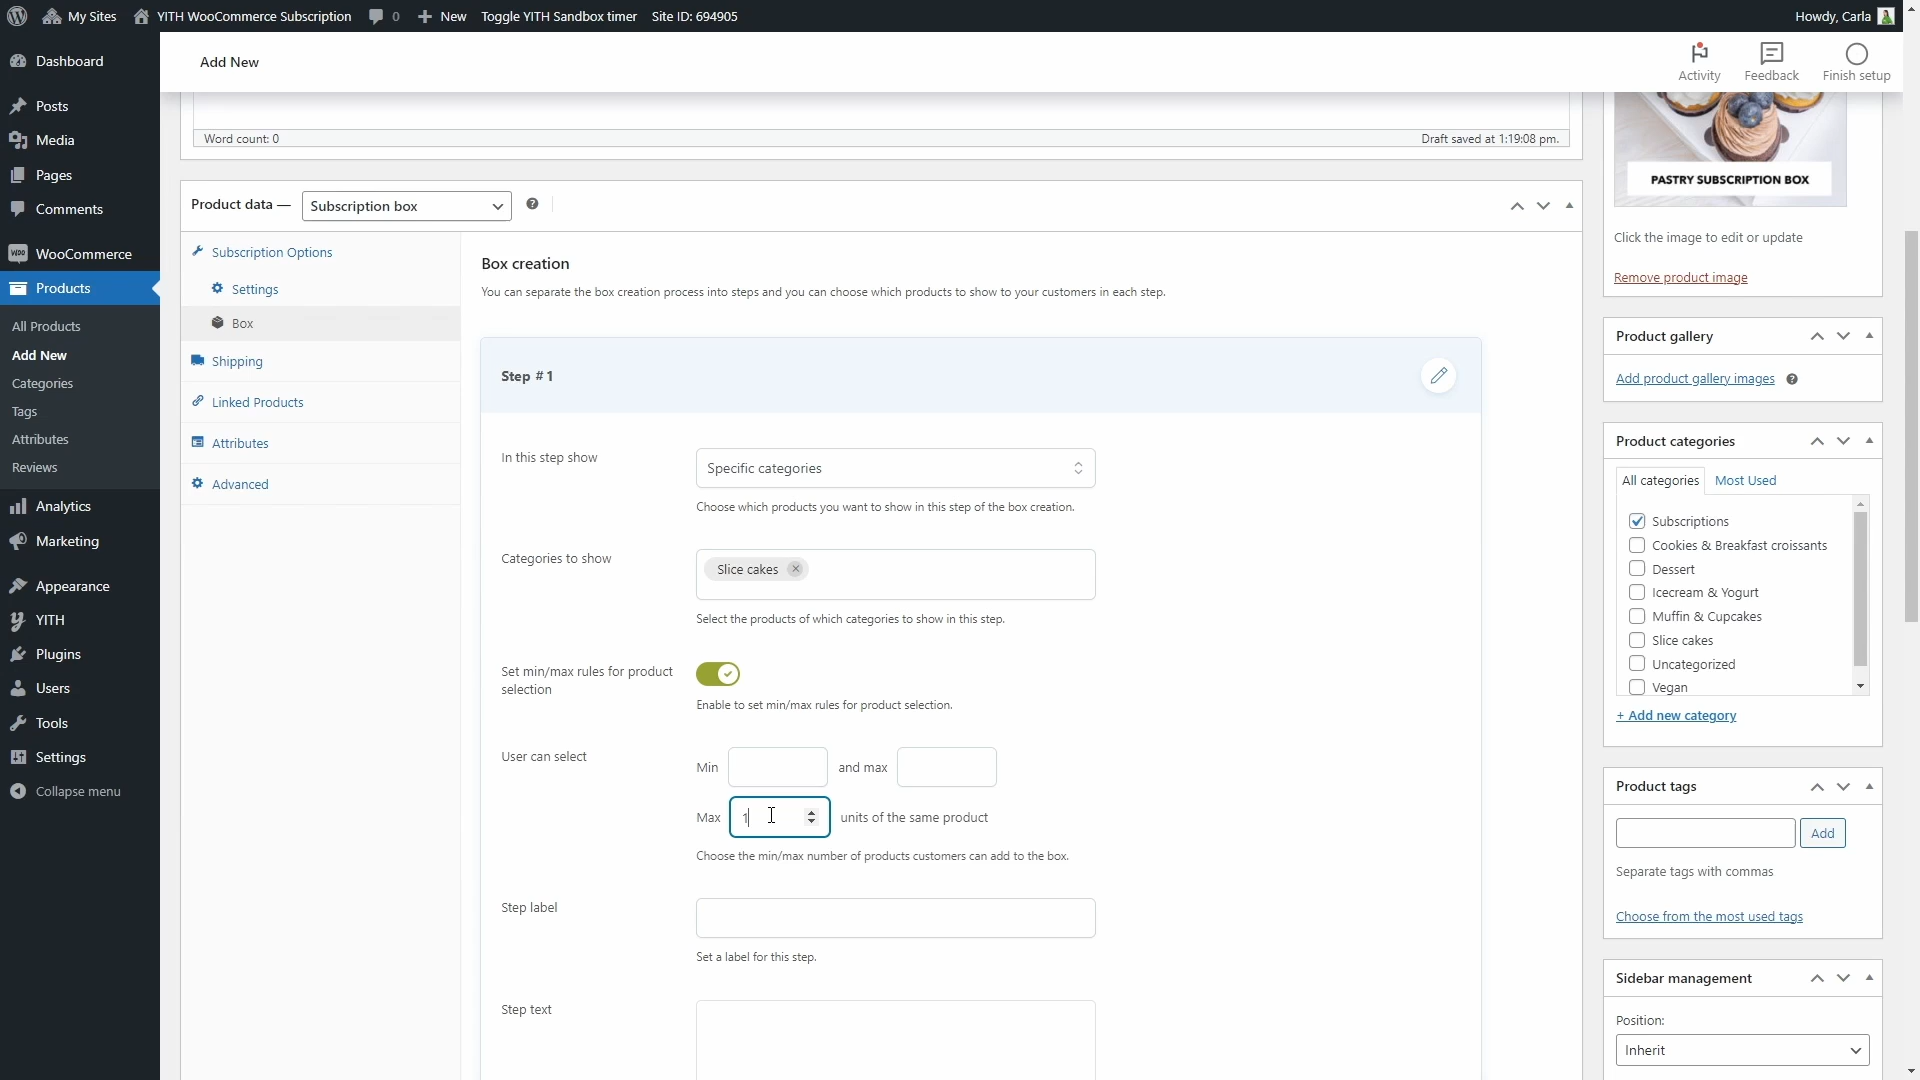 My Sites
YITH WooCommerce Subscription
0
New
Toggle YITH Sandbox timer
Site ID: 694905
Howdy, Carla
Dashboard
Posts
Media
Pages
Comments
WooCommerce
Products
All Products
Add New
Categories
Tags
Attributes
Reviews
Analytics
Marketing
Appearance
YITH
Plugins
Users
Tools
Settings
Collapse menu
Add New
Activity
Feedback
Finish setup
Word count: 0
Draft saved at 1:19:08 pm.
Product data —
Subscription box
Subscription Options
Settings
Box
Shipping
Linked Products
Attributes
Advanced
Box creation
You can separate the box creation process into steps and you can choose which products to show to your customers in each step.
Step #1
In this step show
Specific categories
Choose which products you want to show in this step of the box creation.
Categories to show
Slice cakes
Select the products of which categories to show in this step.
Set min/max rules for product
selection
Enable to set min/max rules for product selection.
User can select
Min
and max
Max
1
units of the same product
Choose the min/max number of products customers can add to the box.
Step label
Set a label for this step.
Step text
PASTRY SUBSCRIPTION BOX
Click the image to edit or update
Remove product image
Product gallery
Add product gallery images
Product categories
All categories
Most Used
Subscriptions
Cookies & Breakfast croissants
Dessert
Icecream & Yogurt
Muffin & Cupcakes
Slice cakes
Uncategorized
Vegan
+ Add new category
Product tags
Add
Separate tags with commas
Choose from the most used tags
Sidebar management
Position:
Inherit